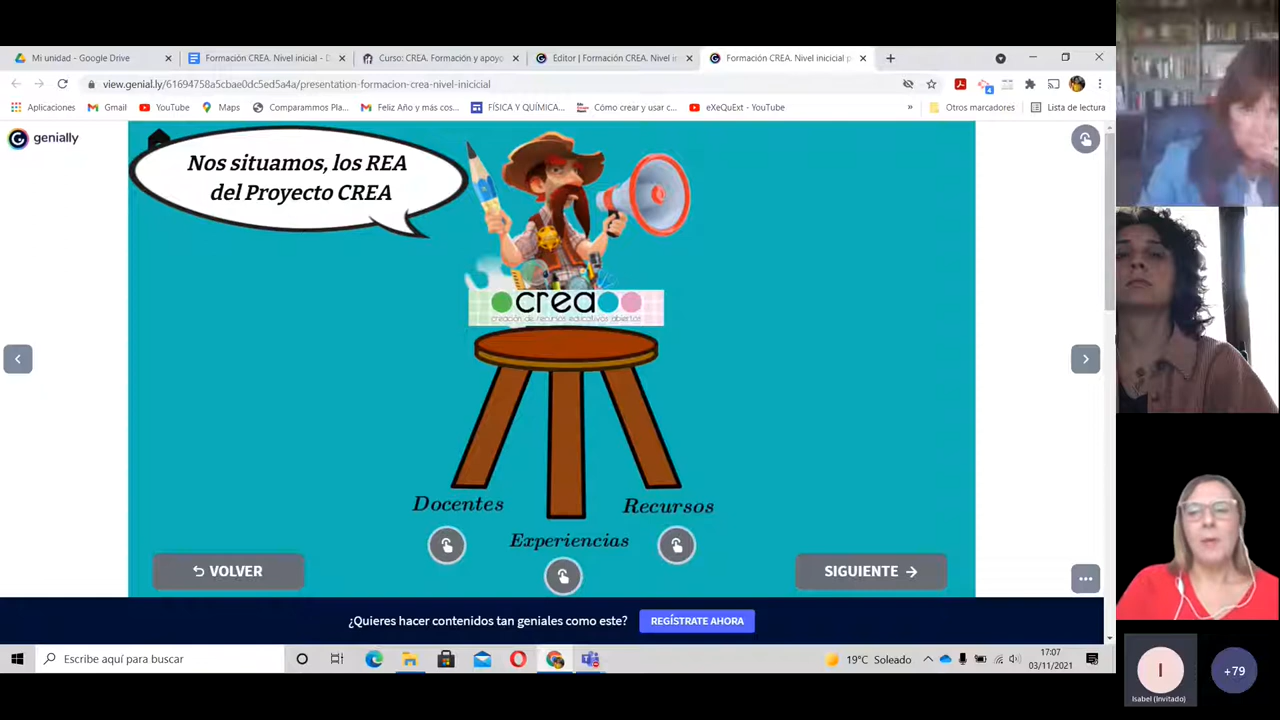 Mi unidad - Google Drive
Formación CREA. Nivel inicial - D
Curso: CREA. Formación y apoyo
Editor | Formación CREA. Nivel in
Formación CREA. Nivel inicicial p
view.genial.ly/61694758a5cbae0dc5ed5a4a/presentation-formacion-crea-nivel-inicicial
Aplicaciones
Gmail
YouTube
Maps
Comparamos Pla...
Feliz Año y más cos...
FÍSICA Y QUÍMICA...
Cómo crear y usar c...
eXeQuExt - YouTube
»
Otros marcadores
Lista de lectura
genially
Nos situamos, los REA
del Proyecto CREA
crea
creación de recursos educativos abiertos
Docentes
Recursos
Experiencias
VOLVER
SIGUIENTE
¿Quieres hacer contenidos tan geniales como este?
REGÍSTRATE AHORA
Escribe aquí para buscar
19°C Soleado
17:07
03/11/2021
I
Isabel (Invitado)
+79